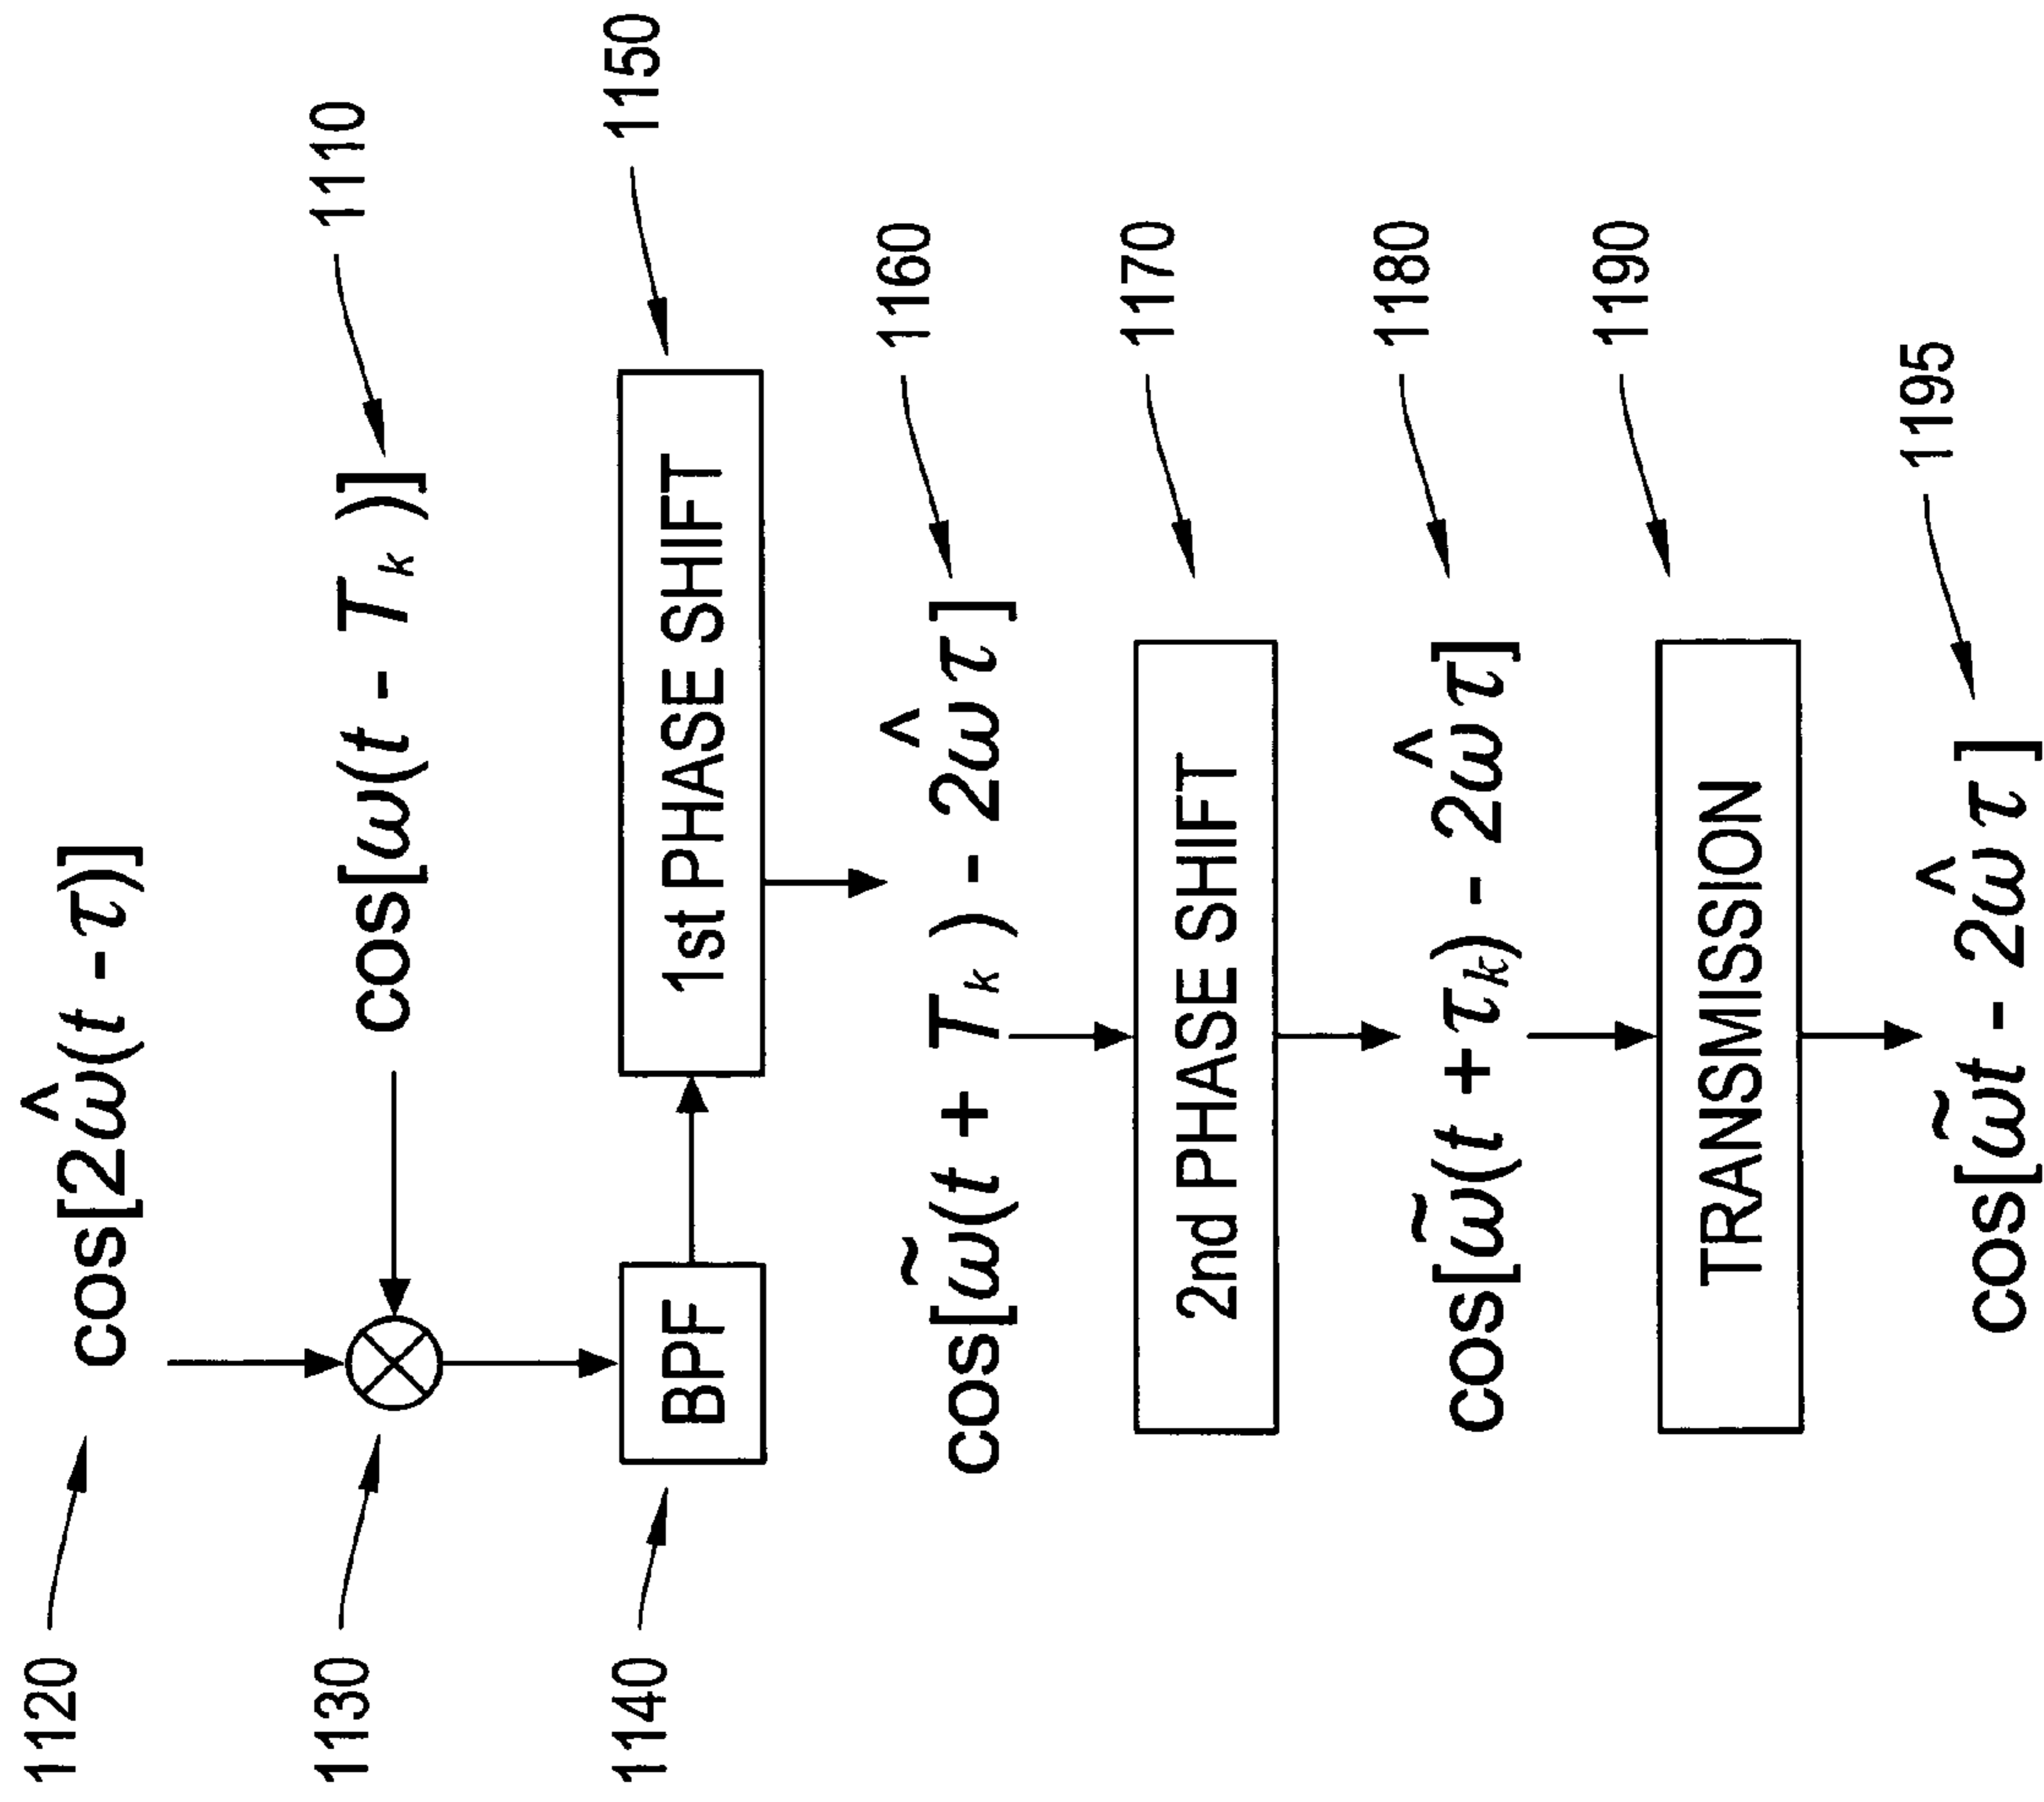 1120
cos[2ω̂(t - τ)]
1130
1110
cos[ω(t - T_k)]
1140
1150
BPF
1st PHASE SHIFT
1160
cos[ω̃(t + T_k) - 2ω̂τ]
1170
2nd PHASE SHIFT
1180
cos[ω̃(t + τ_k) - 2ω̂τ]
1190
TRANSMISSION
1195
cos[ω̃t - 2ω̂τ]